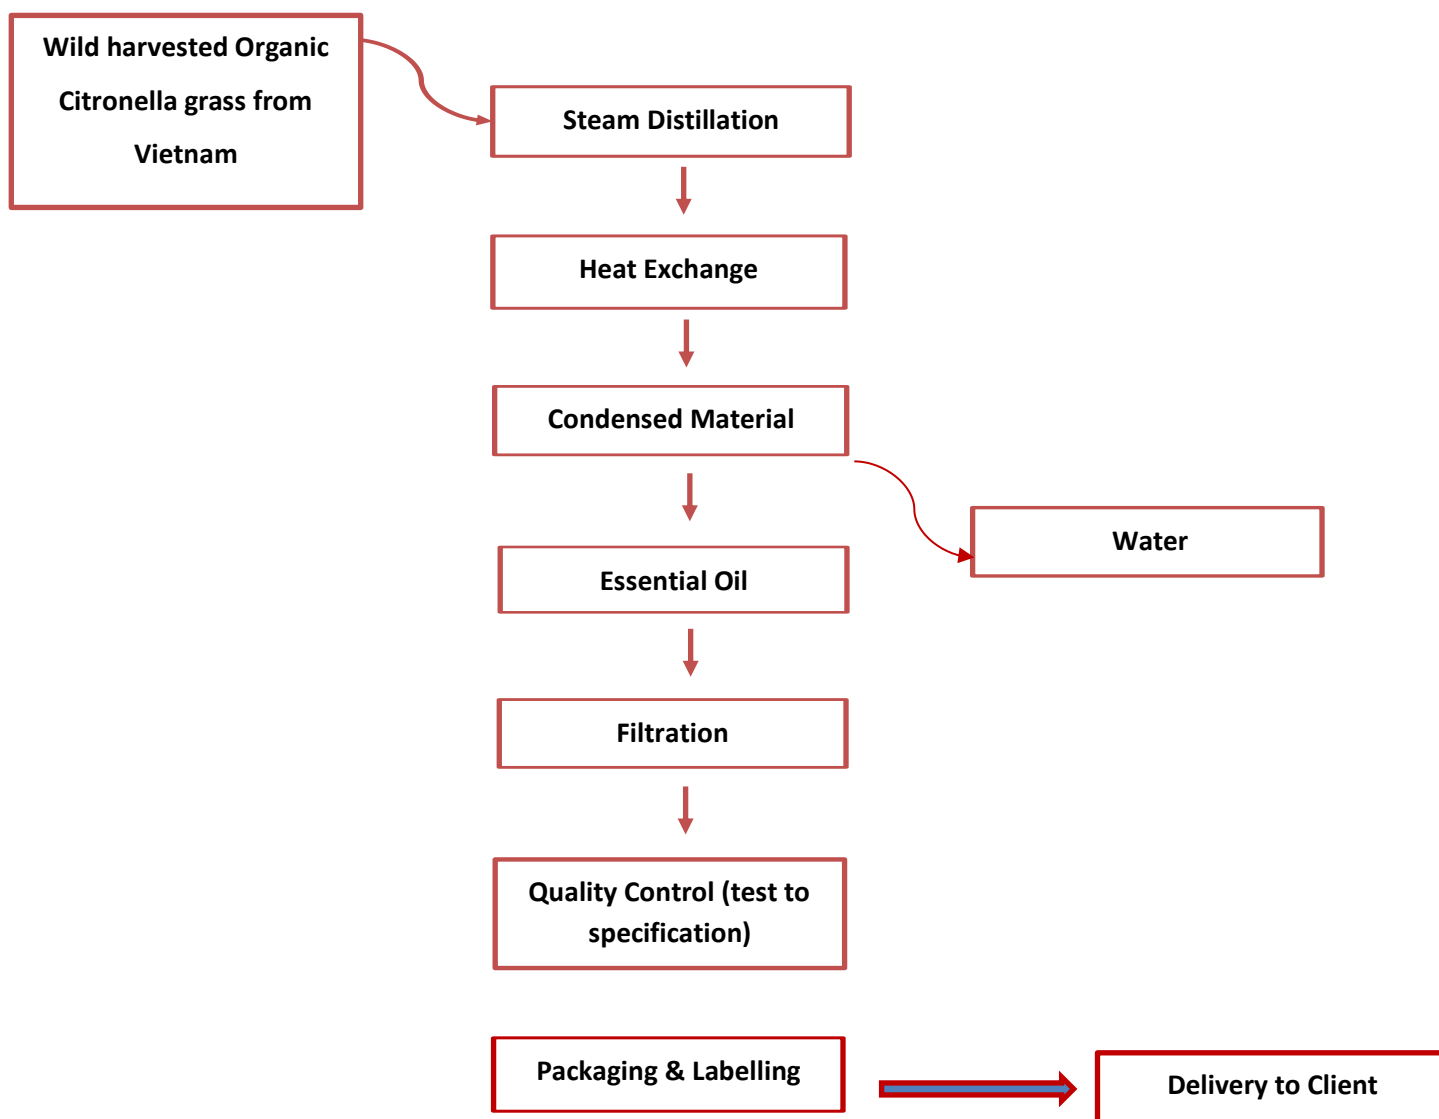 Wild harvested Organic
Citronella grass from
Vietnam
Steam Distillation
Heat Exchange
Condensed Material
Water
Essential Oil
Filtration
Quality Control (test to
specification)
Packaging & Labelling
Delivery to Client